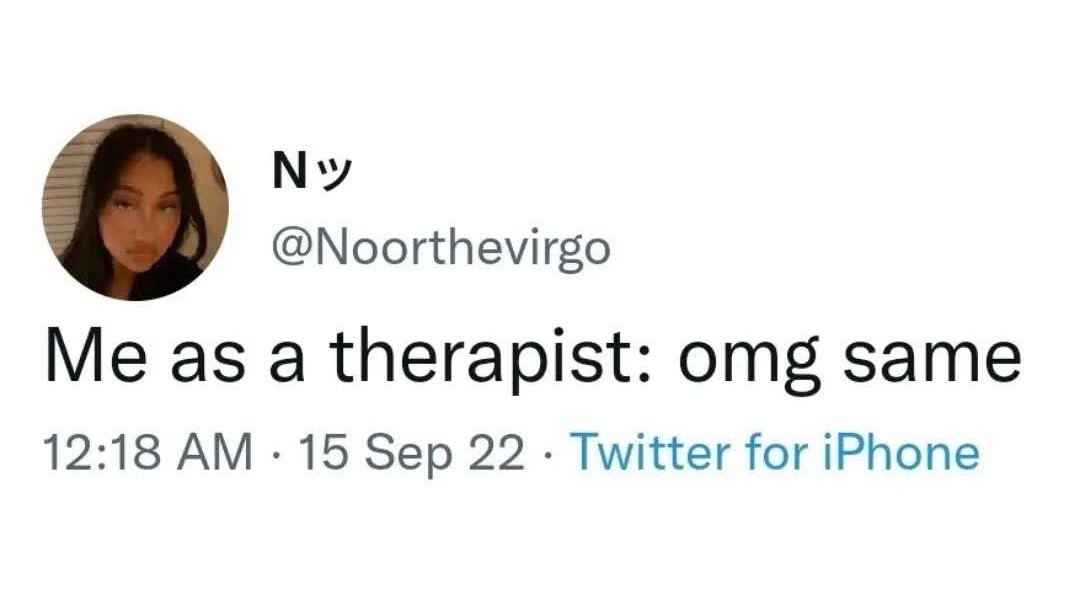 Nッ
@Noorthevirgo
Me as a therapist: omg same
12:18 AM · 15 Sep 22 · Twitter for iPhone